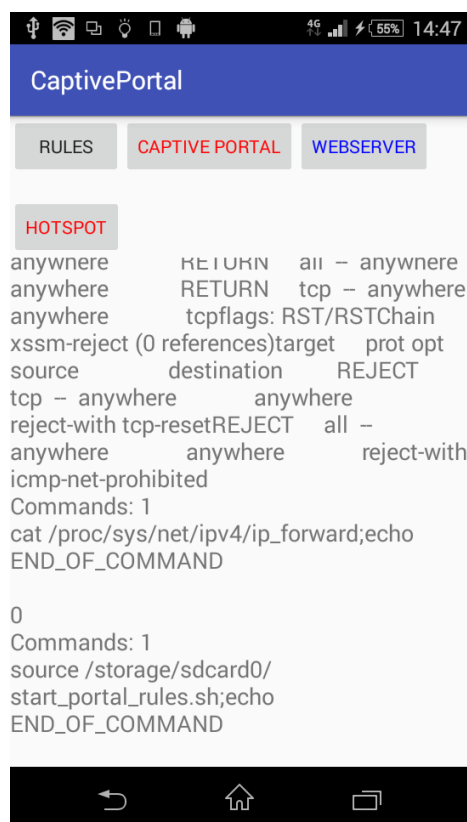 4G 55% 14:47
CaptivePortal
RULES CAPTIVE PORTAL WEBSERVER
HOTSPOT
anywhere RETURN all -- anywhere
anywhere RETURN tcp -- anywhere
anywhere tcpflags: RST/RSTChain
xssm-reject (0 references)target prot opt
source destination REJECT
tcp -- anywhere anywhere
reject-with tcp-resetREJECT all --
anywhere anywhere reject-with
icmp-net-prohibited
Commands: 1
cat /proc/sys/net/ipv4/ip_forward;echo
END_OF_COMMAND
0
Commands: 1
source /storage/sdcard0/
start_portal_rules.sh;echo
END_OF_COMMAND